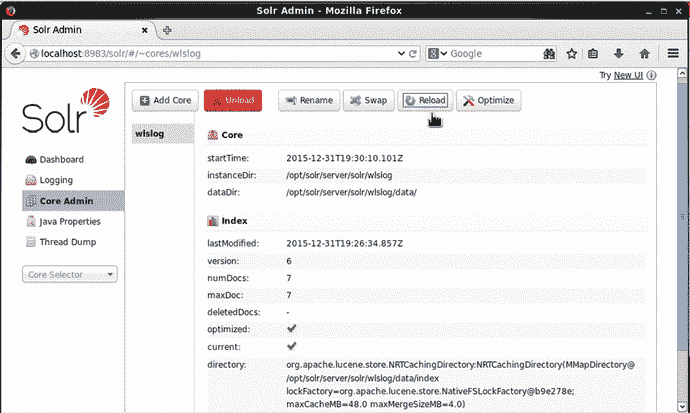 Solr Admin - Mozilla Firefox
Solr Admin
localhost:8983/solr/#/~cores/wlslog
Google
Try New UI
Solr
Add Core Unload Rename Swap Reload Optimize
Dashboard
Logging
Core Admin
Java Properties
Thread Dump
Core Selector
wlslog
Core
startTime: 2015-12-31T19:30:10.101Z
instanceDir: /opt/solr/server/solr/wlslog
dataDir: /opt/solr/server/solr/wlslog/data/
Index
lastModified: 2015-12-31T19:26:34.857Z
version: 6
numDocs: 7
maxDoc: 7
deletedDocs: -
optimized:
current:
directory: org.apache.lucene.store.NRTCachingDirectory:NRTCachingDirectory(MMapDirectory@
/opt/solr/server/solr/wlslog/data/index
lockFactory=org.apache.lucene.store.NativeFSLockFactory@b9e278e;
maxCacheMB=48.0 maxMergeSizeMB=4.0)